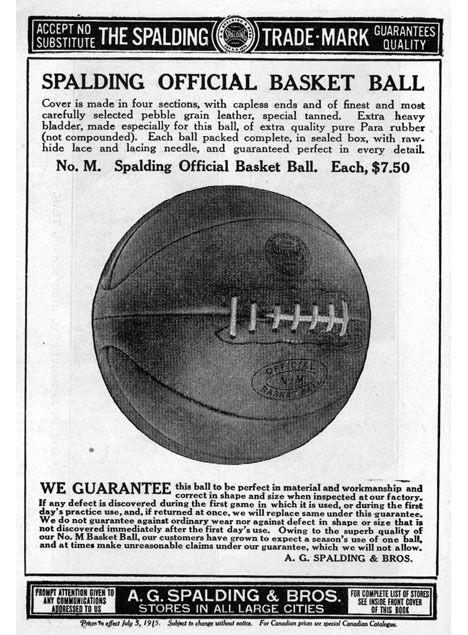 ACCEPT NO
SUBSTITUTE
THE SPALDING
TRADE-MARK
GUARANTEES
QUALITY
SPALDING OFFICIAL BASKET BALL
Cover is made in four sections, with capless ends and of finest and most
carefully selected pebble grain leather, special tanned. Extra heavy
bladder, made especially for this ball, of extra quality pure Para rubber
(not compounded). Each ball packed complete, in sealed box, with raw-
hide lace and lacing needle, and guaranteed perfect in every detail.
No. M. Spalding Official Basket Ball. Each, $7.50
OFFICIAL
No M
BASKET BALL
WE GUARANTEE this ball to be perfect in material and workmanship and
correct in shape and size when inspected at our factory.
If any defect is discovered during the first game in which it is used, or during the first
day's practice use, and, if returned at once, we will replace same under this guarantee.
We do not guarantee against ordinary wear nor against defect in shape or size that is
not discovered immediately after the first day's use. Owing to the superb quality of
our No. M Basket Ball, our customers have grown to expect a season's use of one ball,
and at times make unreasonable claims under our guarantee, which we will not allow.
A. G. SPALDING & BROS.
PROMPT ATTENTION GIVEN TO
ANY COMMUNICATIONS
ADDRESSED TO US
A. G. SPALDING & BROS.
STORES IN ALL LARGE CITIES
FOR COMPLETE LIST OF STORES
SEE INSIDE FRONT COVER
OF THIS BOOK
Prices in effect July 3, 1915. Subject to change without notice. For Canadian prices see special Canadian Catalogue.